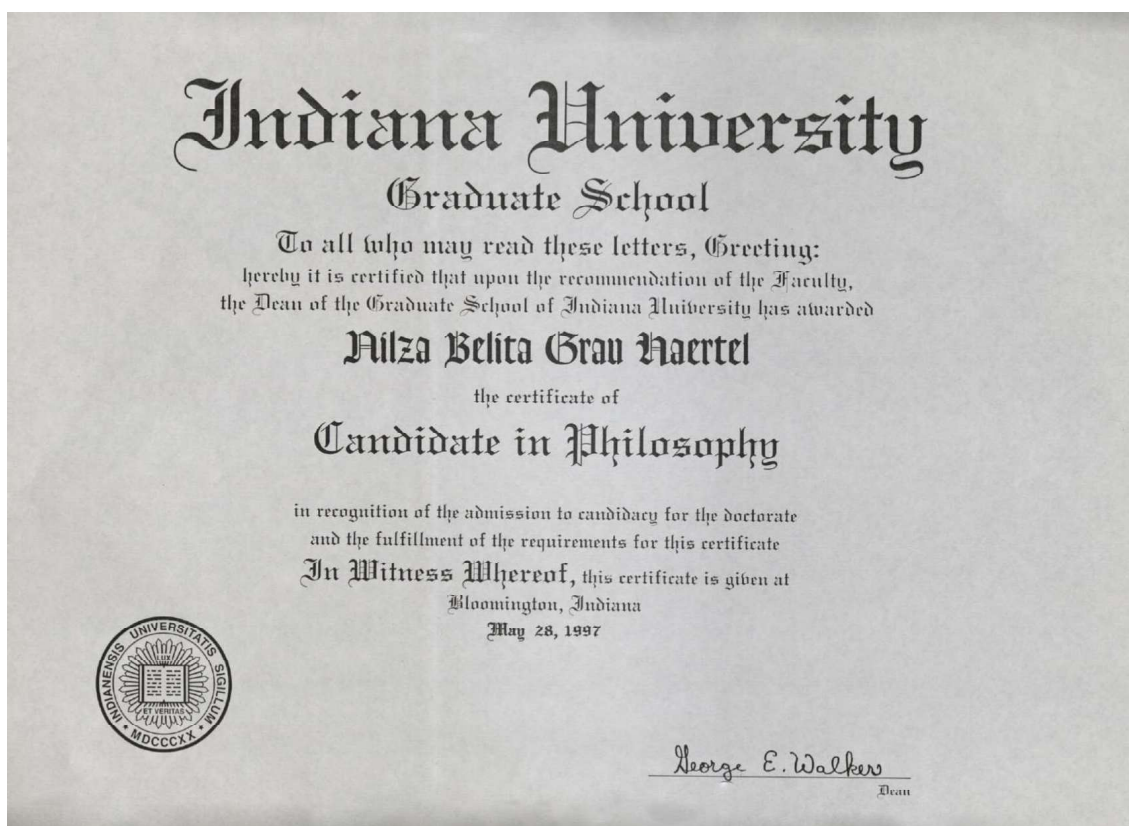 Indiana University
Graduate School
To all who may read these letters, Greeting:
hereby it is certified that upon the recommendation of the Faculty,
the Dean of the Graduate School of Indiana University has awarded
Nilza Belita Grau Haertel
the certificate of
Candidate in Philosophy
in recognition of the admission to candidacy for the doctorate
and the fulfillment of the requirements for this certificate
In Witness Whereof, this certificate is given at
Bloomington, Indiana
May 28, 1997
INDIANENSIS UNIVERSITATIS SIGILLUM
LUX
ET VERITAS
MDCCCXX
George E. Walker
Dean